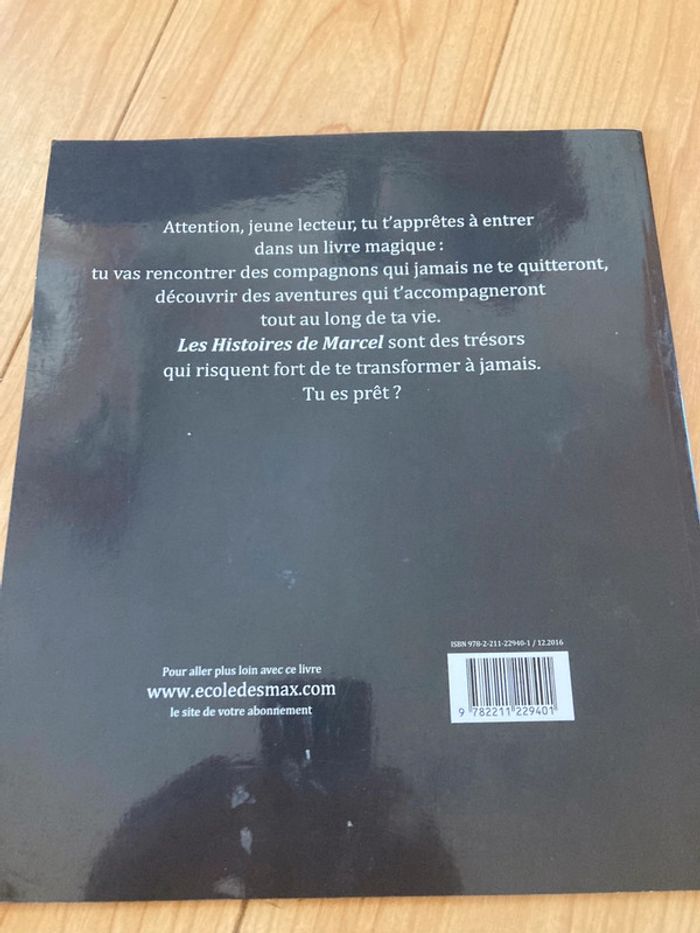 Attention, jeune lecteur, tu t'apprêtes à entrer
dans un livre magique :
tu vas rencontrer des compagnons qui jamais ne te quitteront,
découvrir des aventures qui t'accompagneront
tout au long de ta vie.
Les Histoires de Marcel sont des trésors
qui risquent fort de te transformer à jamais.
Tu es prêt ?
Pour aller plus loin avec ce livre
www.ecoledesmax.com
le site de votre abonnement
ISBN 978-2-211-22940-1 / 12.2016
9 782211 229401